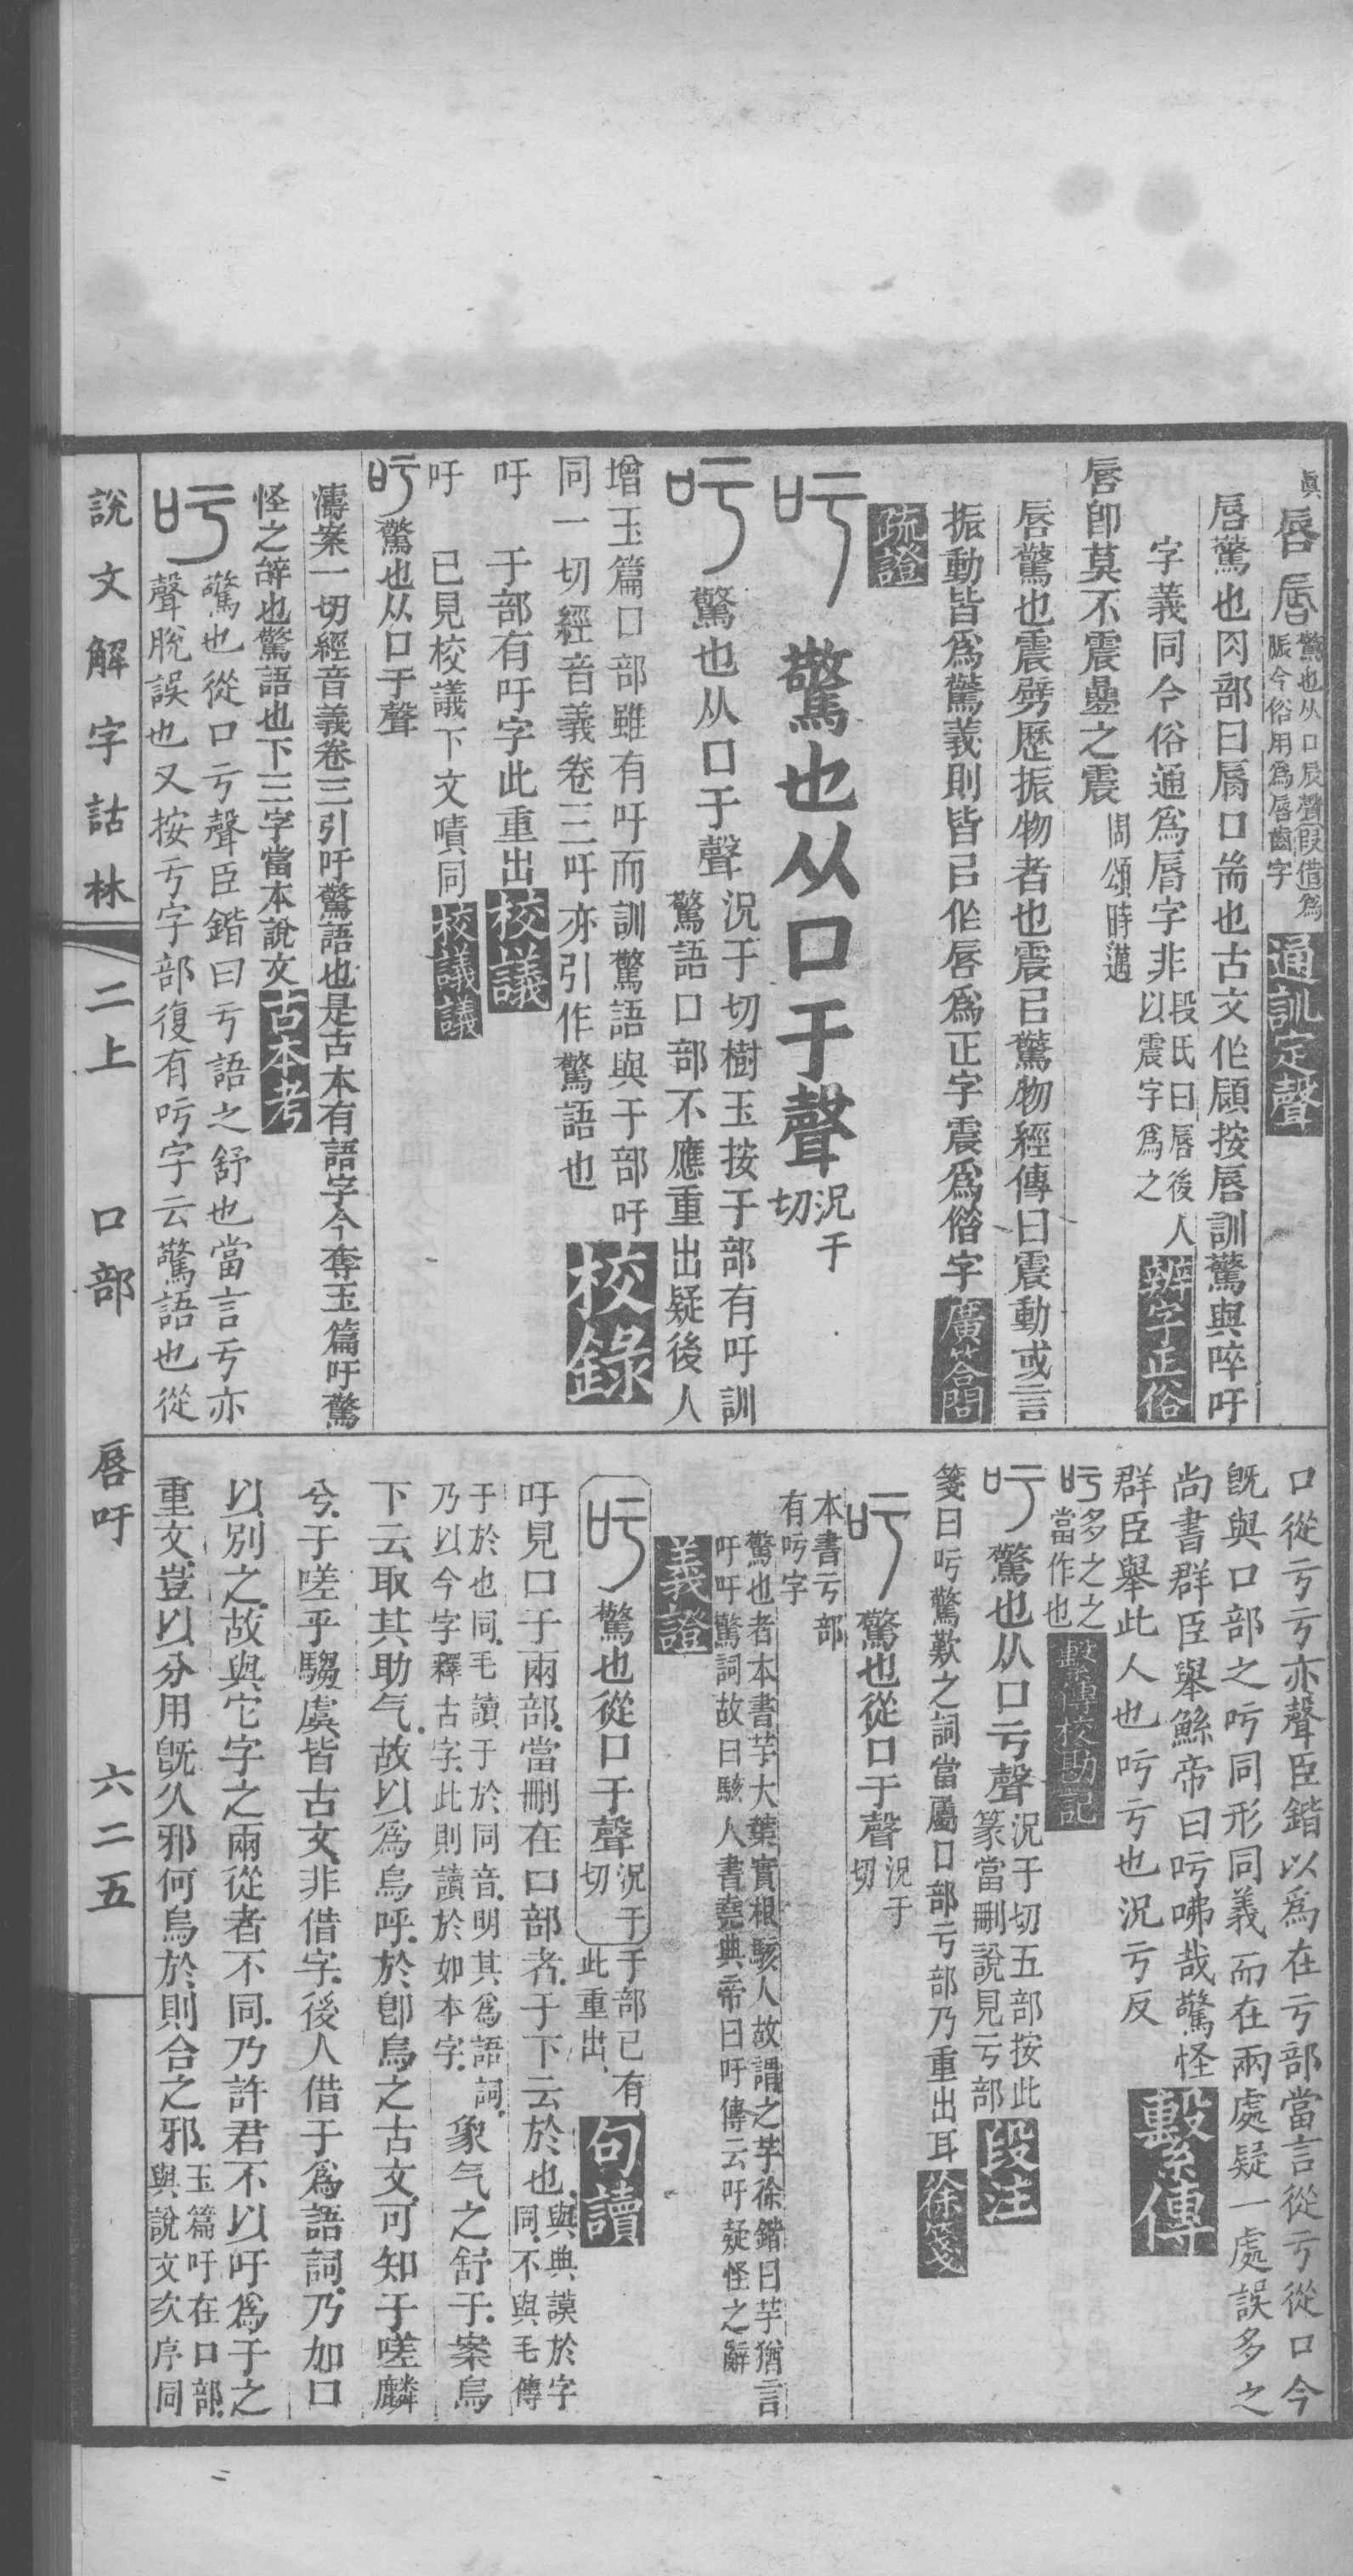 真 脣 脣 驚也从口辰聲假借爲
脤今俗用爲脣齒字 通訓定聲
脣驚也肉部曰脣口耑也古文作顧按脣訓驚與啐吁
字義同今俗通爲脣字非 段氏曰脣後人
以震字爲之 辨字正俗
脣卽莫不震疊之震 周頌時邁
脣驚也震劈歷振物者也震㠯驚物經傳曰震動或言
振動皆爲驚義則皆㠯作脣爲正字震爲俗字 廣荅問
疏證
吁 驚也从口于聲 況于
切
吁 驚也从口于聲 況于切樹玉按于部有吁訓
驚語口部不應重出疑後人
增玉篇口部雖有吁而訓驚語與于部吁
同一切經音義卷三吁亦引作驚語也 校錄
吁 于部有吁字此重出 校議
吁 已見校議下文嘖同 校議議
吁 驚也从口于聲
濤案一切經音義卷三引吁驚語也是古本有語字今奪玉篇吁驚
怪之辭也驚語也下三字當本說文 古本考
吁 驚也從口亏聲臣鍇曰亏語之舒也當言亏亦
聲脫誤也又按亏字部復有吁字云驚語也從
口從亏亏亦聲臣鍇以爲在亏部當言從亏從口今
旣與口部之吁同形同義而在兩處疑一處誤多之
尚書群臣舉鯀帝曰吁咈哉驚怪
群臣舉此人也吁亏也況亏反 繫傳
吁 多之之
當作也 繫傳校勘記
吁 驚也从口亏聲 況于切五部按此
篆當刪說見亏部 段注
箋曰吁驚歎之詞當屬口部亏部乃重出耳 徐箋
吁 驚也從口于聲 況于
切
本書亏部
有吁字
驚也者本書芋大葉實根駭人故謂之芋徐鍇曰芋猶言
吁吁驚詞故曰駭人書堯典帝曰吁傳云吁疑怪之辭
義證
吁 驚也從口于聲 況于
切 于部已有
此重出 句讀
吁見口于兩部當刪在口部者于下云於也 與典謨於字
同不與毛傳
于於也同毛讀于於同音明其爲語詞
乃以今字釋古字此則讀於如本字 象气之舒于案烏
下云取其助气故以爲烏呼於卽烏之古文可知于嗟麟
兮于嗟乎騶虞皆古文非借字後人借于爲語詞乃加口
以別之故與它字之兩從者不同乃許君不以吁爲于之
重文豈以分用旣久邪何烏於則合之邪 玉篇吁在口部
與說文次序同
說文解字詁林 二上 口部 脣吁 六二五